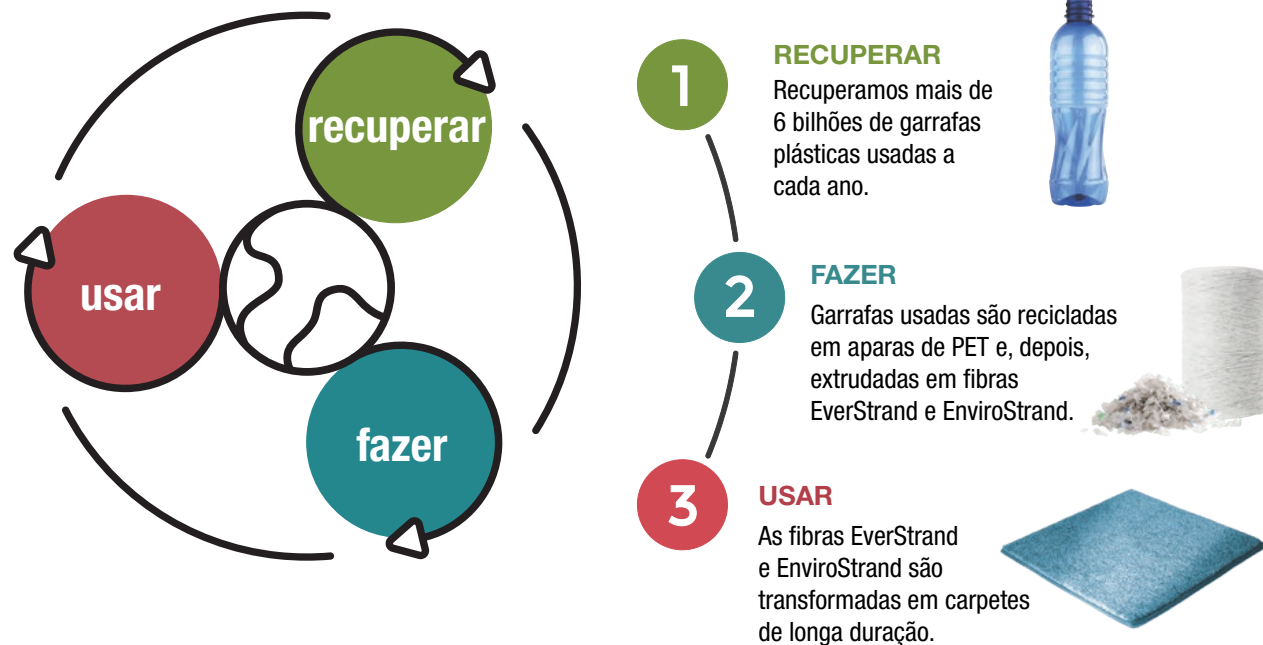 recuperar
usar
fazer
1
RECUPERAR
Recuperamos mais de
6 bilhões de garrafas
plásticas usadas a
cada ano.
2
FAZER
Garrafas usadas são recicladas
em aparas de PET e, depois,
extrudadas em fibras
EverStrand e EnviroStrand.
3
USAR
As fibras EverStrand
e EnviroStrand são
transformadas em carpetes
de longa duração.